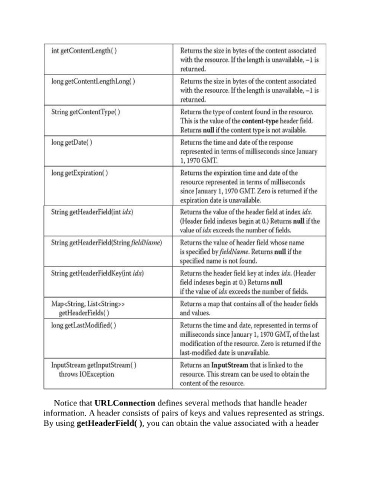 int getContentLength( ) Returns the size in bytes of the content associated
with the resource. If the length is unavailable, –1 is
returned.
long getContentLengthLong( ) Returns the size in bytes of the content associated
with the resource. If the length is unavailable, –1 is
returned.
String getContentType( ) Returns the type of content found in the resource.
This is the value of the content-type header field.
Returns null if the content type is not available.
long getDate( ) Returns the time and date of the response
represented in terms of milliseconds since January
1, 1970 GMT.
long getExpiration( ) Returns the expiration time and date of the
resource represented in terms of milliseconds
since January 1, 1970 GMT. Zero is returned if the
expiration date is unavailable.
String getHeaderField(int idx) Returns the value of the header field at index idx.
(Header field indexes begin at 0.) Returns null if the
value of idx exceeds the number of fields.
String getHeaderField(String fieldName) Returns the value of header field whose name
is specified by fieldName. Returns null if the
specified name is not found.
String getHeaderFieldKey(int idx) Returns the header field key at index idx. (Header
field indexes begin at 0.) Returns null
if the value of idx exceeds the number of fields.
Map<String, List<String>> Returns a map that contains all of the header fields
getHeaderFields( ) and values.
long getLastModified( ) Returns the time and date, represented in terms of
milliseconds since January 1, 1970 GMT, of the last
modification of the resource. Zero is returned if the
last-modified date is unavailable.
InputStream getInputStream( ) Returns an InputStream that is linked to the
throws IOException resource. This stream can be used to obtain the
content of the resource.
Notice that URLConnection defines several methods that handle header
information. A header consists of pairs of keys and values represented as strings.
By using getHeaderField( ), you can obtain the value associated with a header